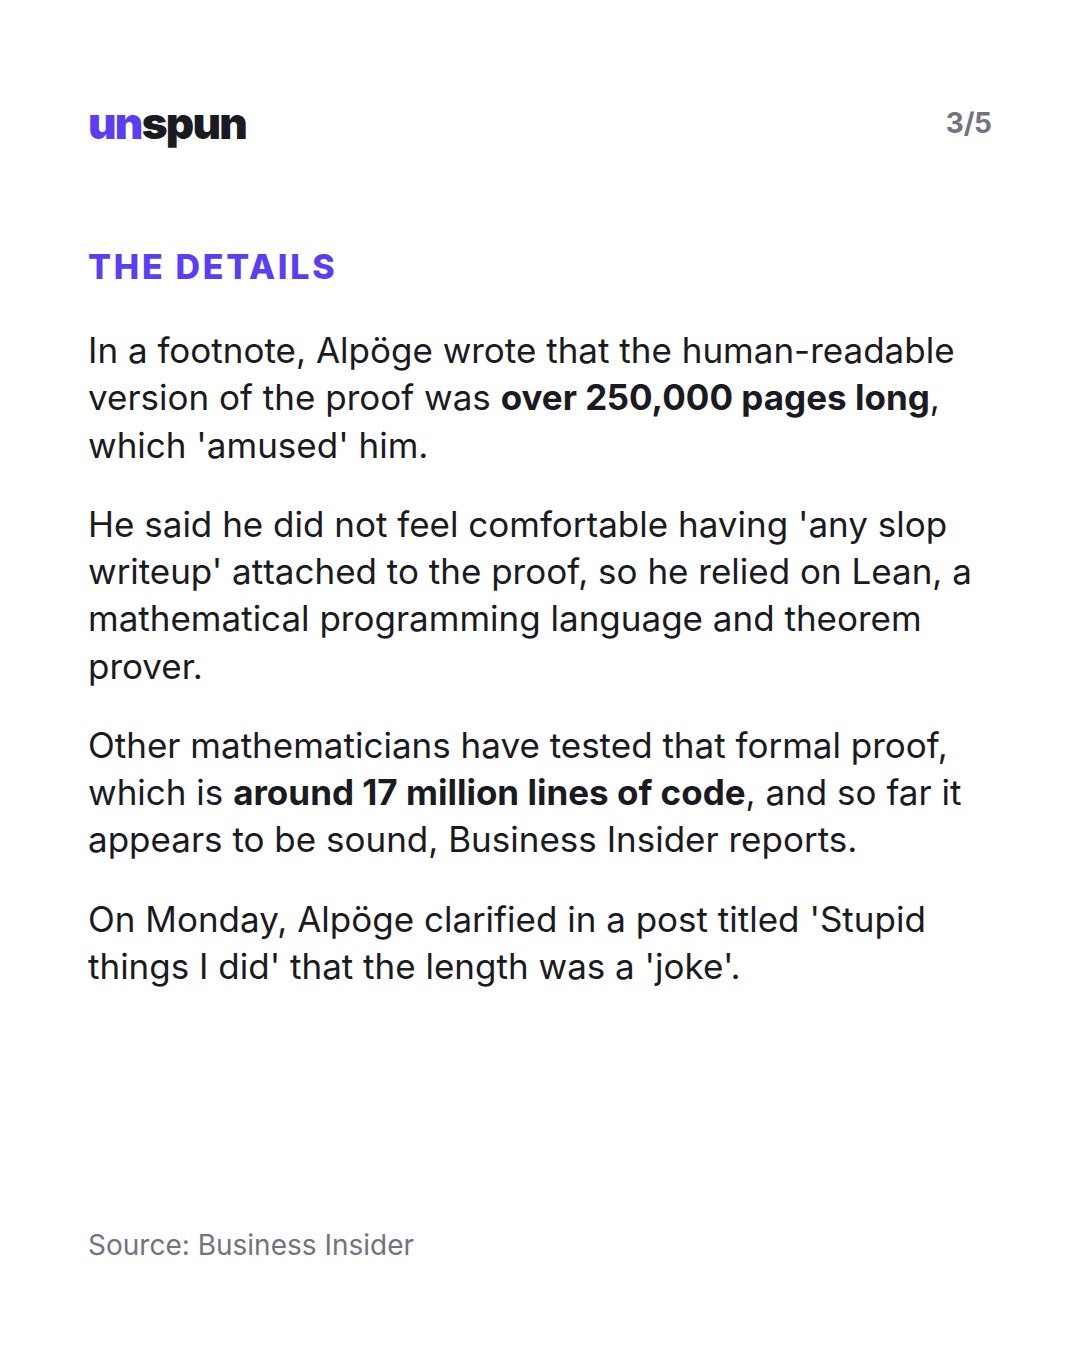 unspun
3/5
THE DETAILS
In a footnote, Alpöge wrote that the human-readable
version of the proof was over 250,000 pages long,
which 'amused' him.
He said he did not feel comfortable having 'any slop
writeup' attached to the proof, so he relied on Lean, a
mathematical programming language and theorem
prover.
Other mathematicians have tested that formal proof,
which is around 17 million lines of code, and so far it
appears to be sound, Business Insider reports.
On Monday, Alpöge clarified in a post titled 'Stupid
things I did' that the length was a 'joke'.
Source: Business Insider